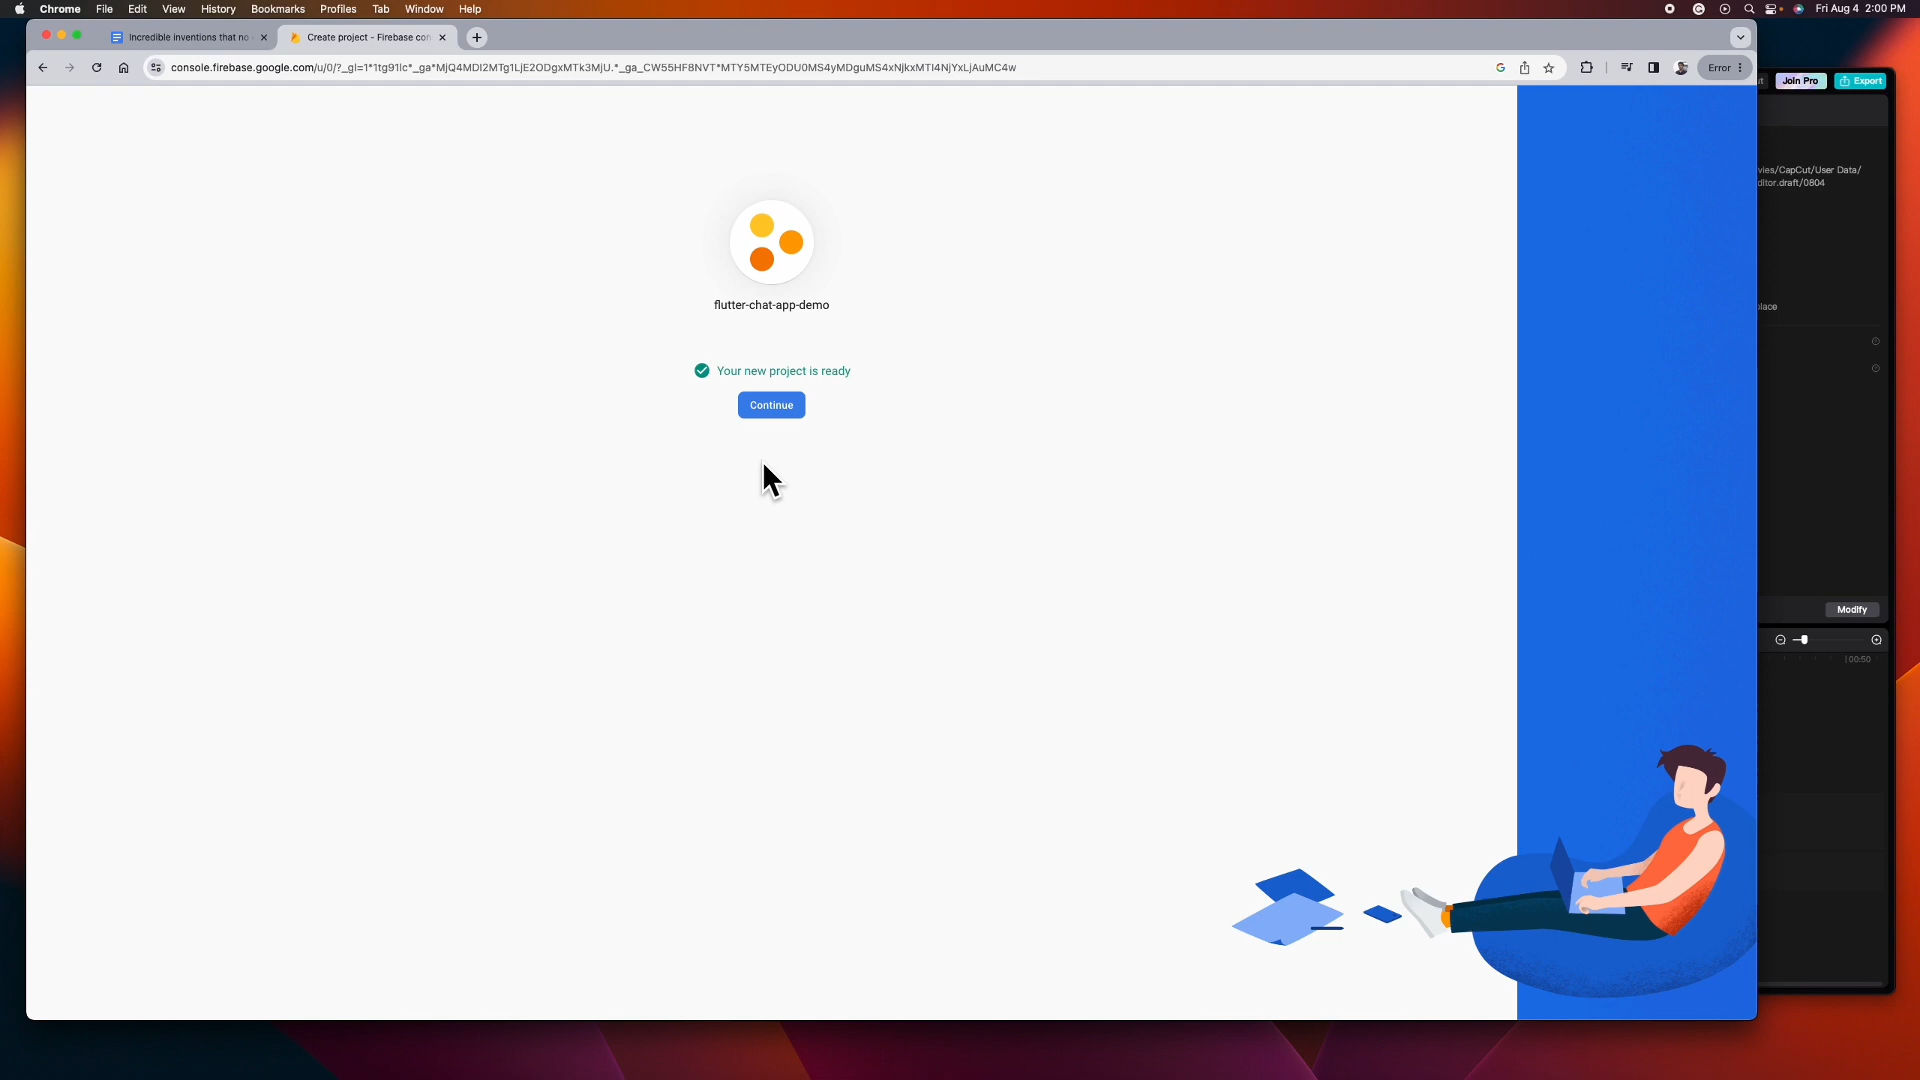 Chrome File Edit View History Bookmarks Profiles Tab Window Help
Fri Aug 4 2:00 PM
Incredible inventions that no
Create project - Firebase con
console.firebase.google.com/u/0/?_gl=1*1tg91lc*_ga*MjQ4MDI2MTg1LjE2ODgxMTk3MjU.*_ga_CW55HF8NVT*MTY5MTEyODU0MS4yMDguMS4xNjkxMTI4NjYxLjAuMC4w
Error
Join Pro
Export
vies/CapCut/User Data/
ditor.draft/0804
place
flutter-chat-app-demo
Your new project is ready
Continue
Modify
00:50